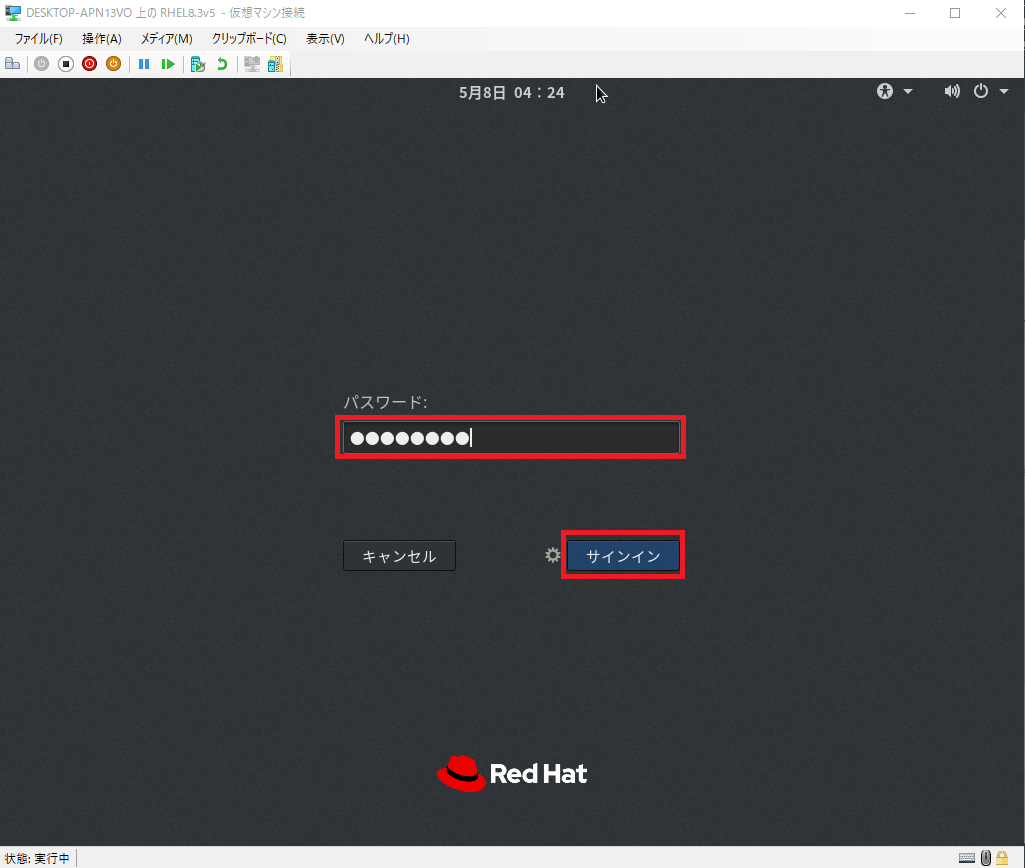 DESKTOP-APN13VO 上の RHEL8.3v5 - 仮想マシン接続
ファイル(F) 操作(A) メディア(M) クリップボード(C) 表示(V) ヘルプ(H)
5月8日 04：24
パスワード:
キャンセル サインイン
Red Hat
状態: 実行中